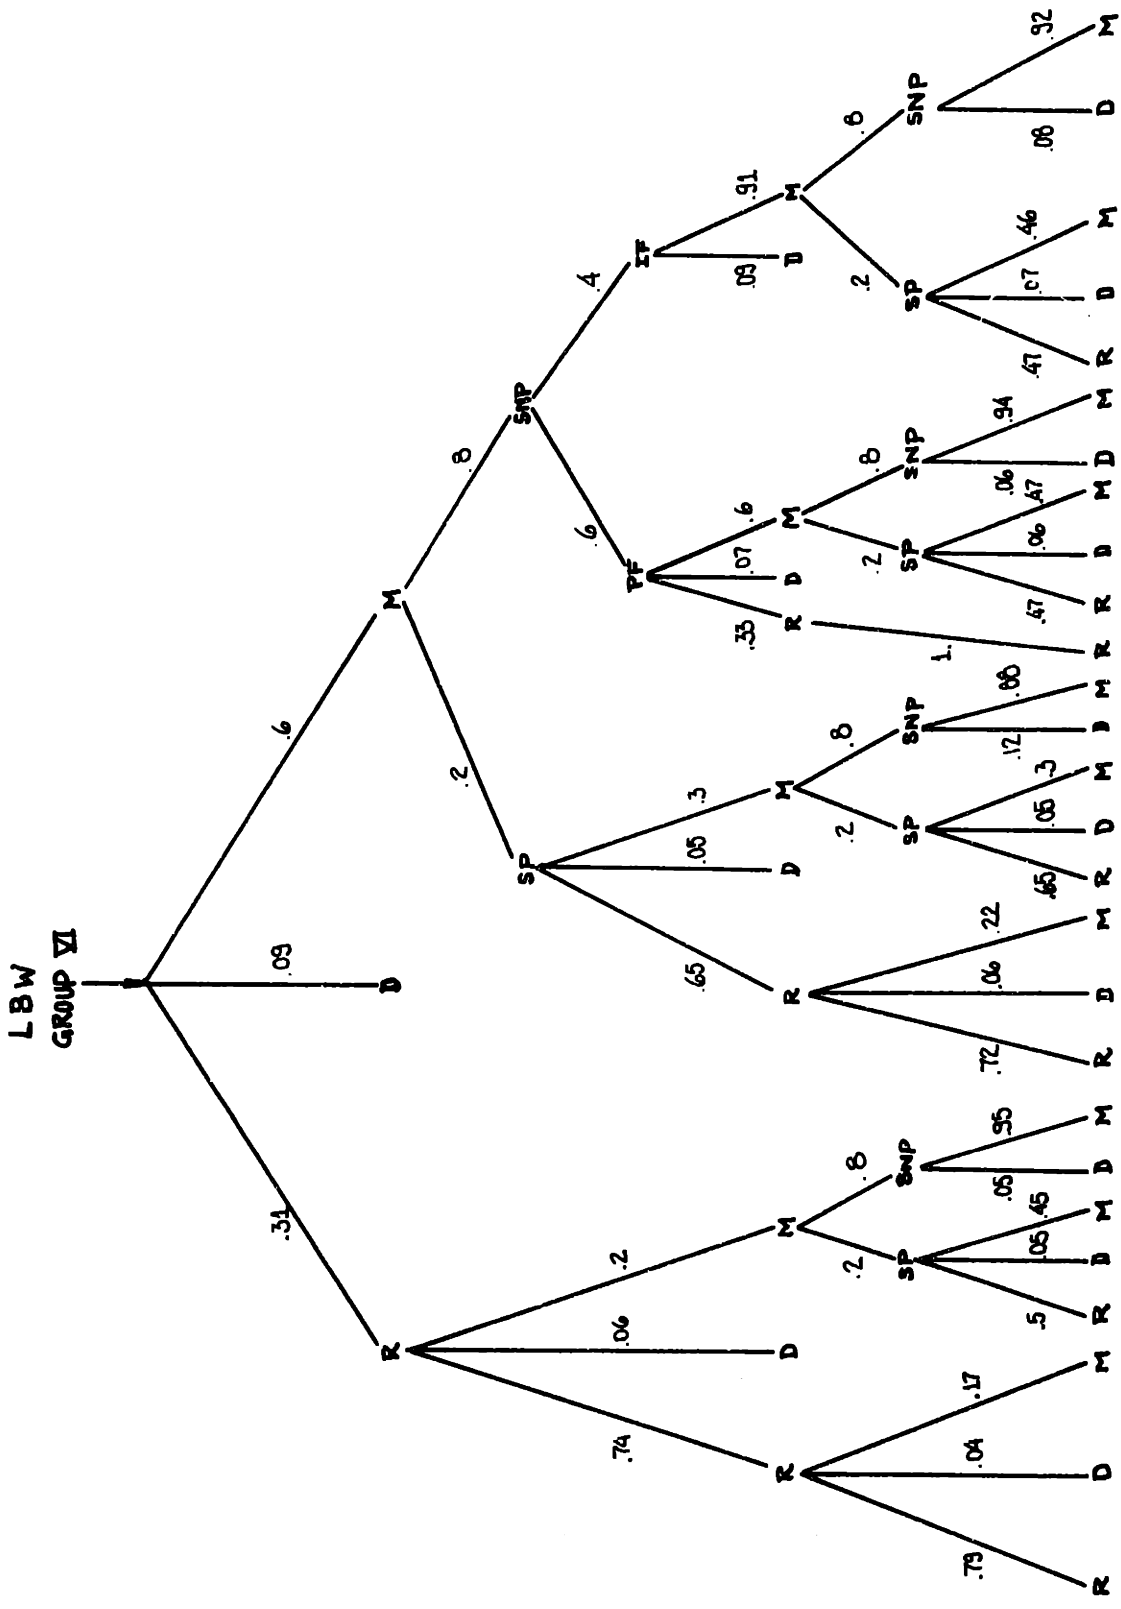 LBW
GROUP VI
.31 .09 .6
R D M
.2 .8
SP SNP
.6 .4
PF IF
.74 .06 .2 .65 .05 .3 .33 .07 .6 .09 .91
R D M R D M R D M D M
.2 .8 .2 .8 .2 .8 .2 .8
SP SNP SP SNP SP SNP SP SNP
.79 .04 .17 .5 .05 .45 .05 .95 .72 .06 .22 .65 .05 .3 .12 .88 1. .47 .06 .47 .06 .94 .47 .07 .46 .08 .92
R D M R D M D M R D M R D M D M R R D M D M R D M D M